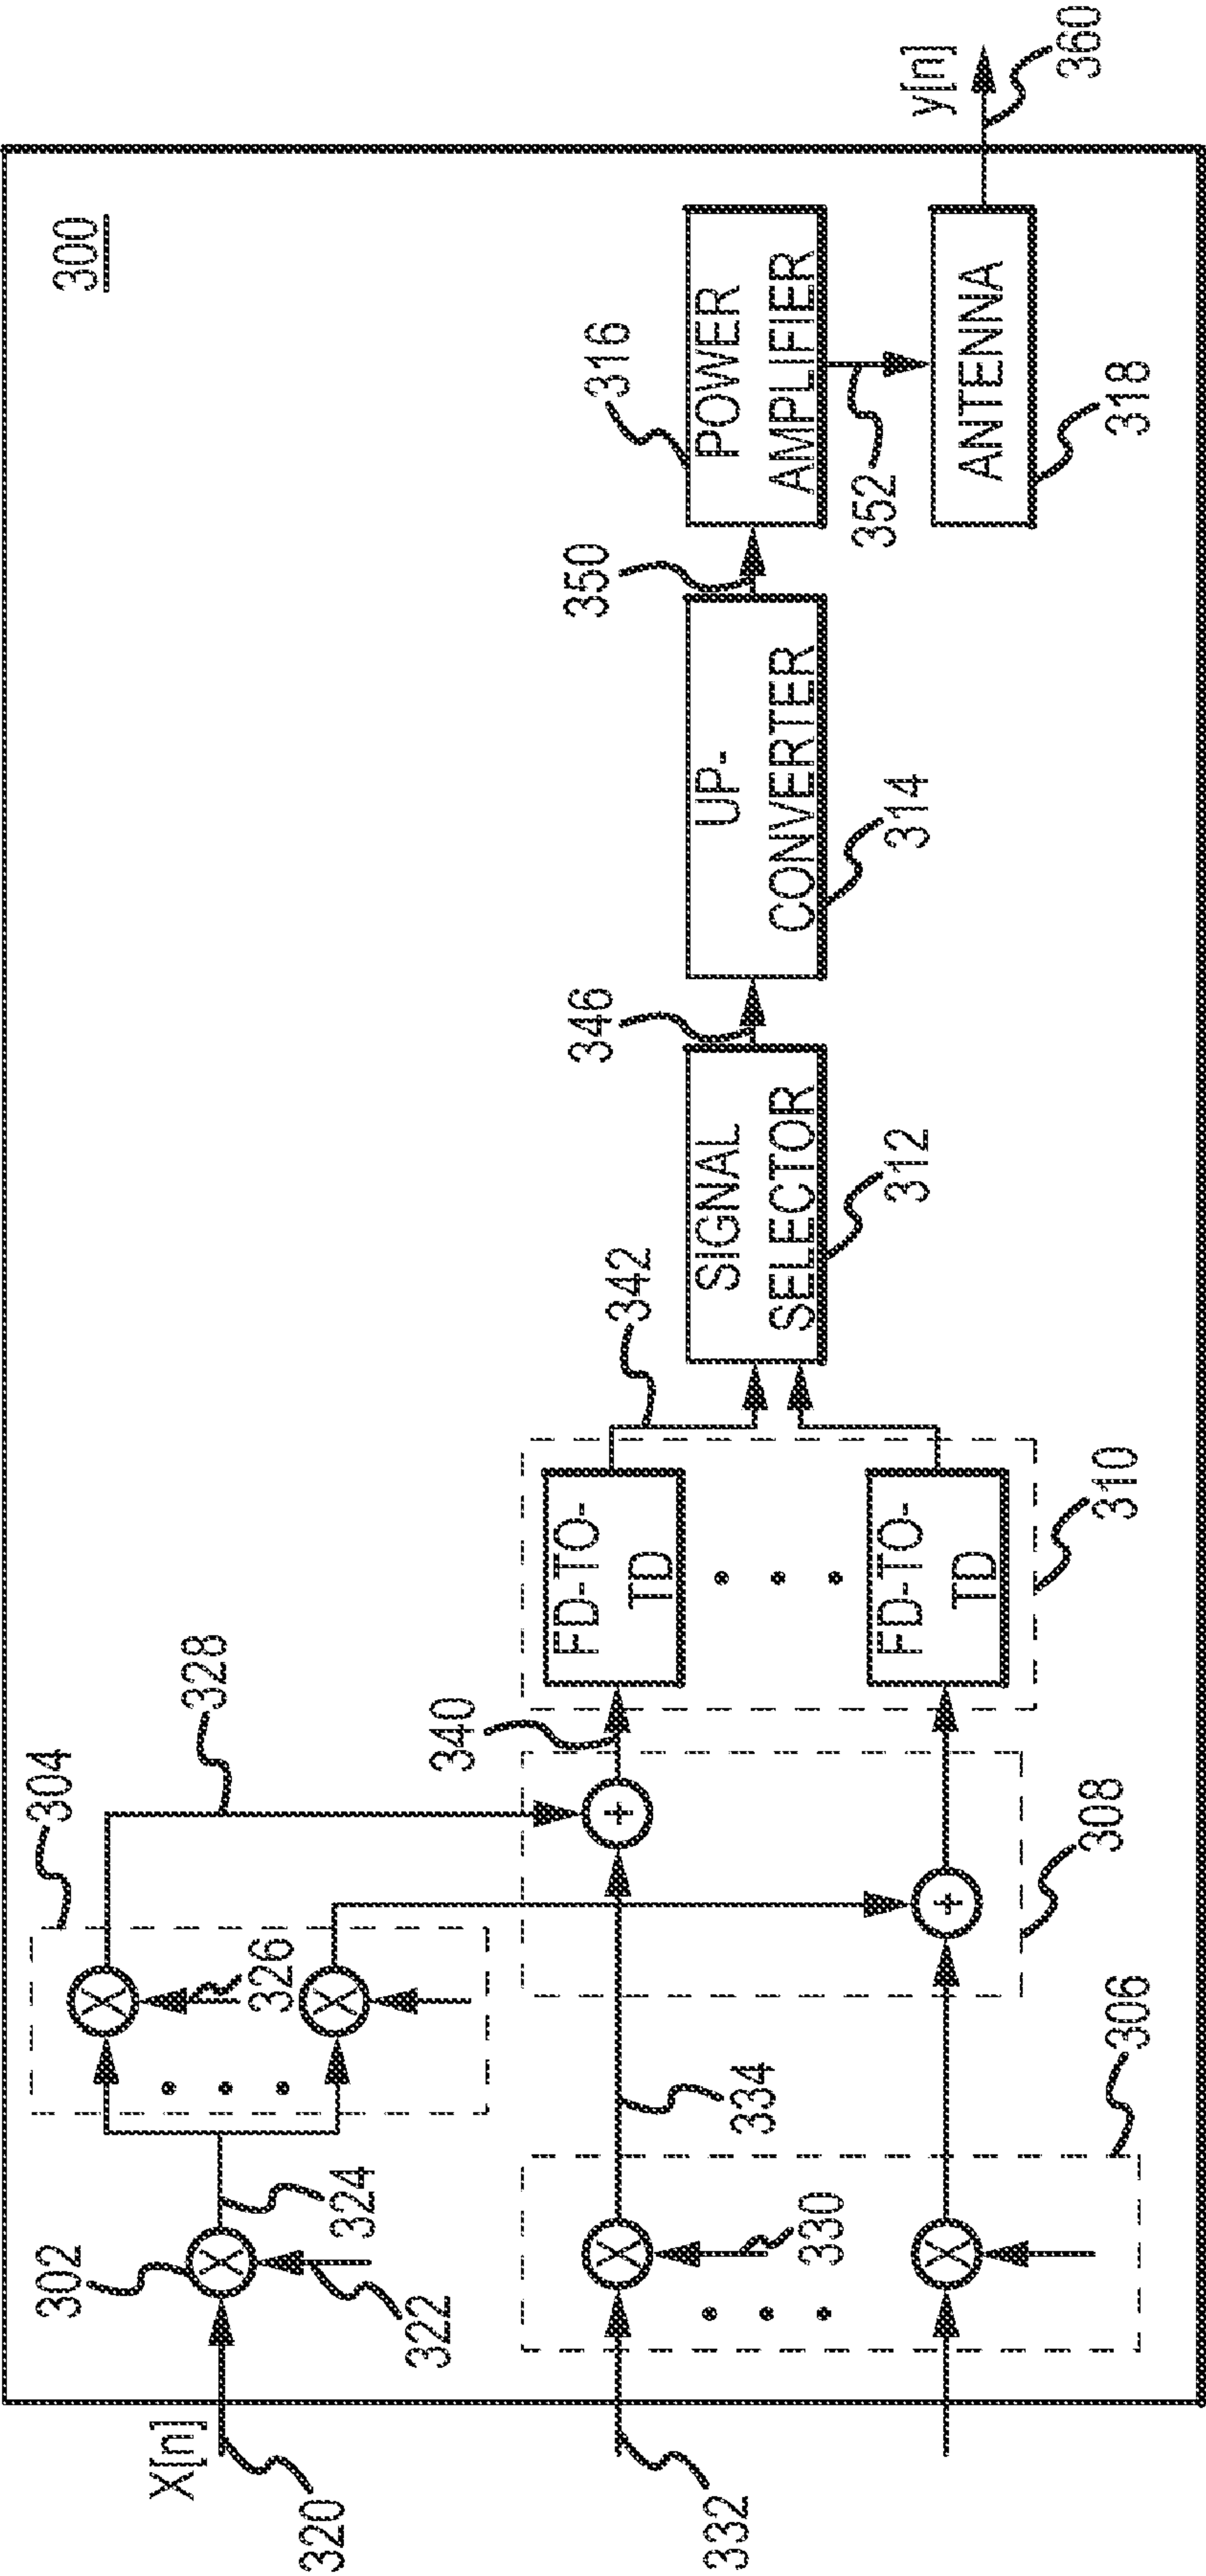 300
X[n]
320
302
322
324
304
326
328
332
330
334
306
308
340
FD-TO-
TD
FD-TO-
TD
310
342
SIGNAL
SELECTOR
312
346
UP-
CONVERTER
314
350
POWER
AMPLIFIER
316
352
ANTENNA
318
y[n]
360
X
X
X
X
X
+
+